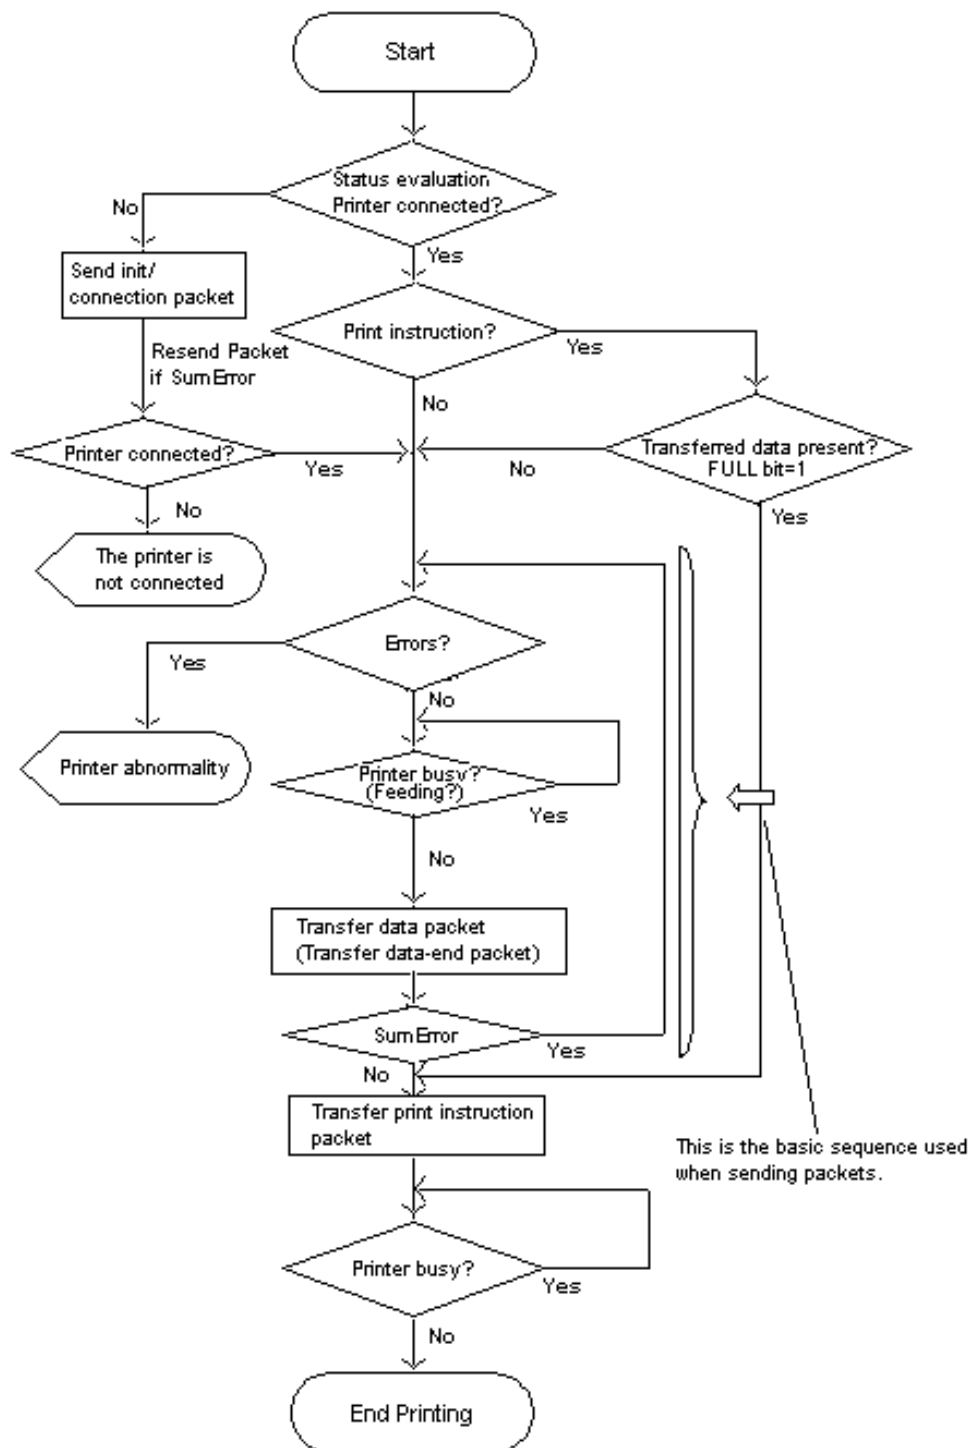 Start
Status evaluation
Printer connected?
No
Yes
Send init/
connection packet
Print instruction?
Yes
Resend Packet
if SumError
No
Printer connected?
Yes
No
Transferred data present?
FULL bit=1
No
Yes
The printer is
not connected
Errors?
Yes
No
Printer abnormality
Printer busy?
(Feeding?)
Yes
No
Transfer data packet
(Transfer data-end packet)
SumError
Yes
No
Transfer print instruction
packet
This is the basic sequence used
when sending packets.
Printer busy?
Yes
No
End Printing